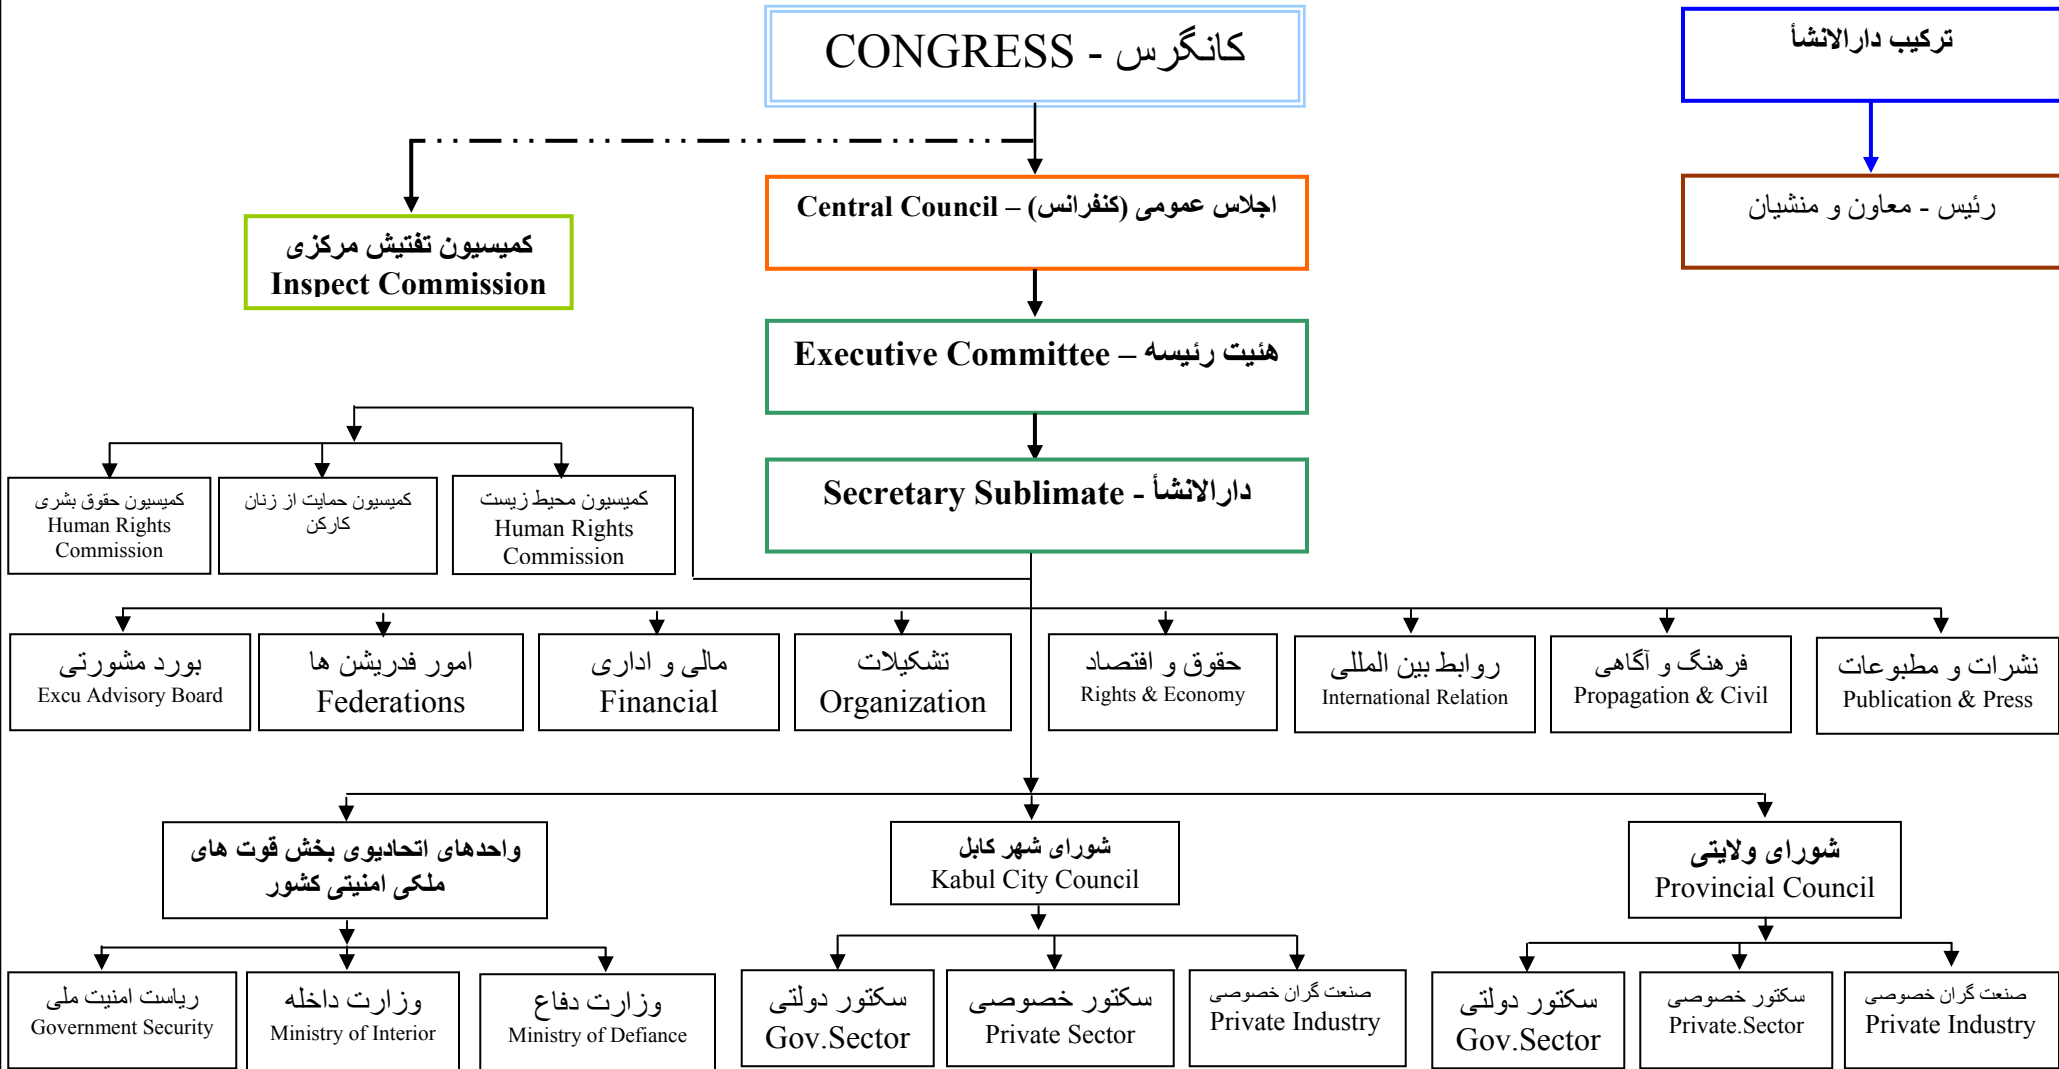 کانگرس - CONGRESS
ترکیب دارالانشأ
اجلاس عمومی (کنفرانس) – Central Council
رئیس - معاون و منشیان
کمیسیون تفتیش مرکزی
Inspect Commission
هئیت رئیسه – Executive Committee
دارالانشأ - Secretary Sublimate
کمیسیون حقوق بشری
Human Rights
Commission
کمیسیون حمایت از زنان
کارکن
کمیسیون محیط زیست
Human Rights
Commission
بورد مشورتی
Excu Advisory Board
امور فدریشن ها
Federations
مالی و اداری
Financial
تشکیلات
Organization
حقوق و اقتصاد
Rights & Economy
روابط بین المللی
International Relation
فرهنگ و آگاهی
Propagation & Civil
نشرات و مطبوعات
Publication & Press
واحدهای اتحادیوی بخش قوت های
ملکی امنیتی کشور
شورای شهر کابل
Kabul City Council
شورای ولایتی
Provincial Council
ریاست امنیت ملی
Government Security
وزارت داخله
Ministry of Interior
وزارت دفاع
Ministry of Defiance
سکتور دولتی
Gov.Sector
سکتور خصوصی
Private Sector
صنعت گران خصوصی
Private Industry
سکتور دولتی
Gov.Sector
سکتور خصوصی
Private.Sector
صنعت گران خصوصی
Private Industry